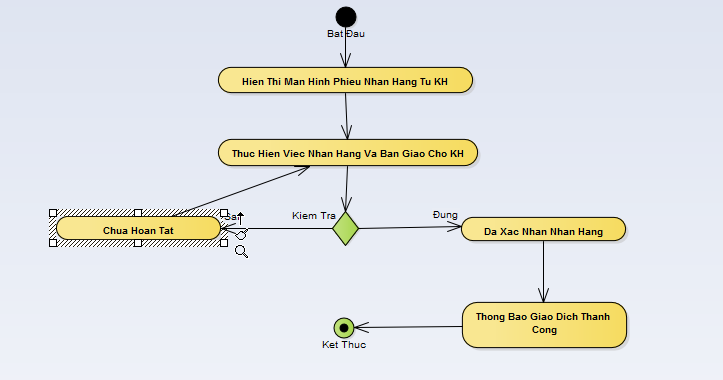 Bat Đau
Hien Thi Man Hinh Phieu Nhan Hang Tu KH
Thuc Hien Viec Nhan Hang Va Ban Giao Cho KH
Kiem Tra
Đung
Chua Hoan Tat
Da Xac Nhan Nhan Hang
Thong Bao Giao Dich Thanh
Cong
Ket Thuc